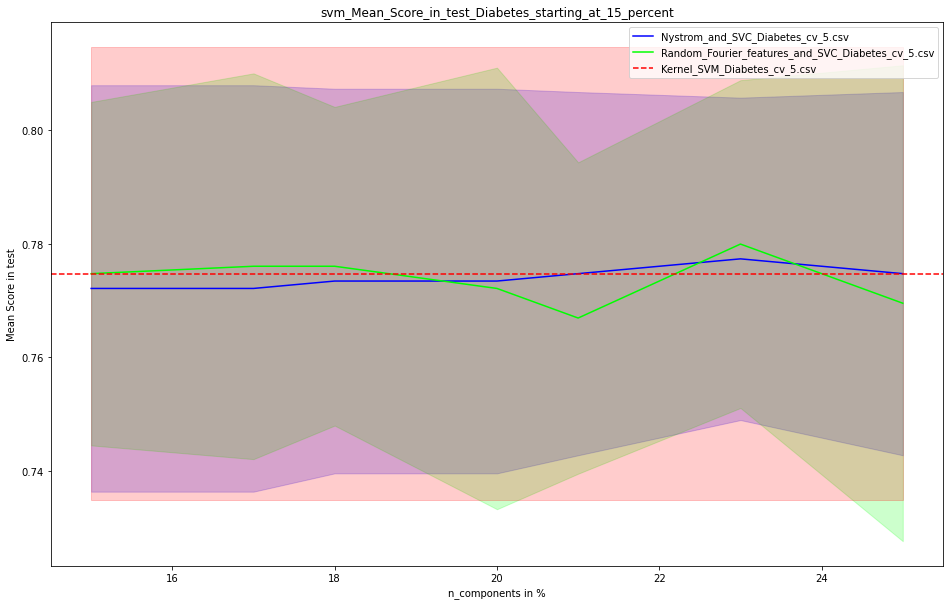 svm_Mean_Score_in_test_Diabetes_starting_at_15_percent
Nystrom_and_SVC_Diabetes_cv_5.csv
Random_Fourier_features_and_SVC_Diabetes_cv_5.csv
Kernel_SVM_Diabetes_cv_5.csv
0.80
0.78
0.76
0.74
Mean Score in test
16 18 20 22 24
n_components in %